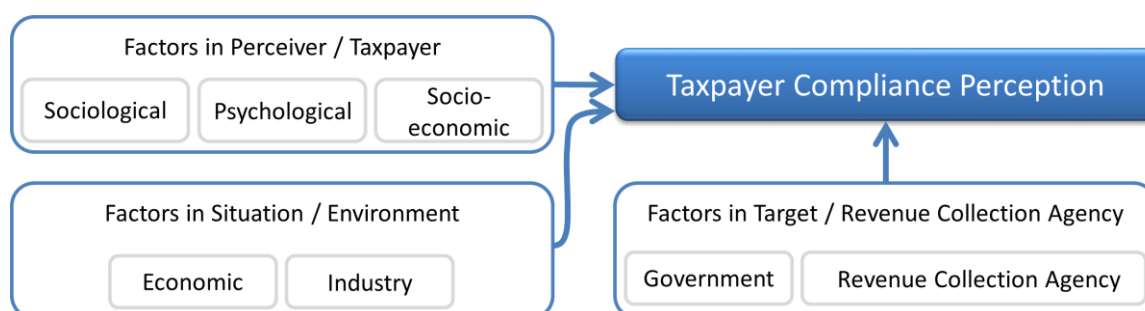 Factors in Perceiver / Taxpayer
Sociological
Psychological
Socio-
economic
Taxpayer Compliance Perception
Factors in Situation / Environment
Economic
Industry
Factors in Target / Revenue Collection Agency
Government
Revenue Collection Agency